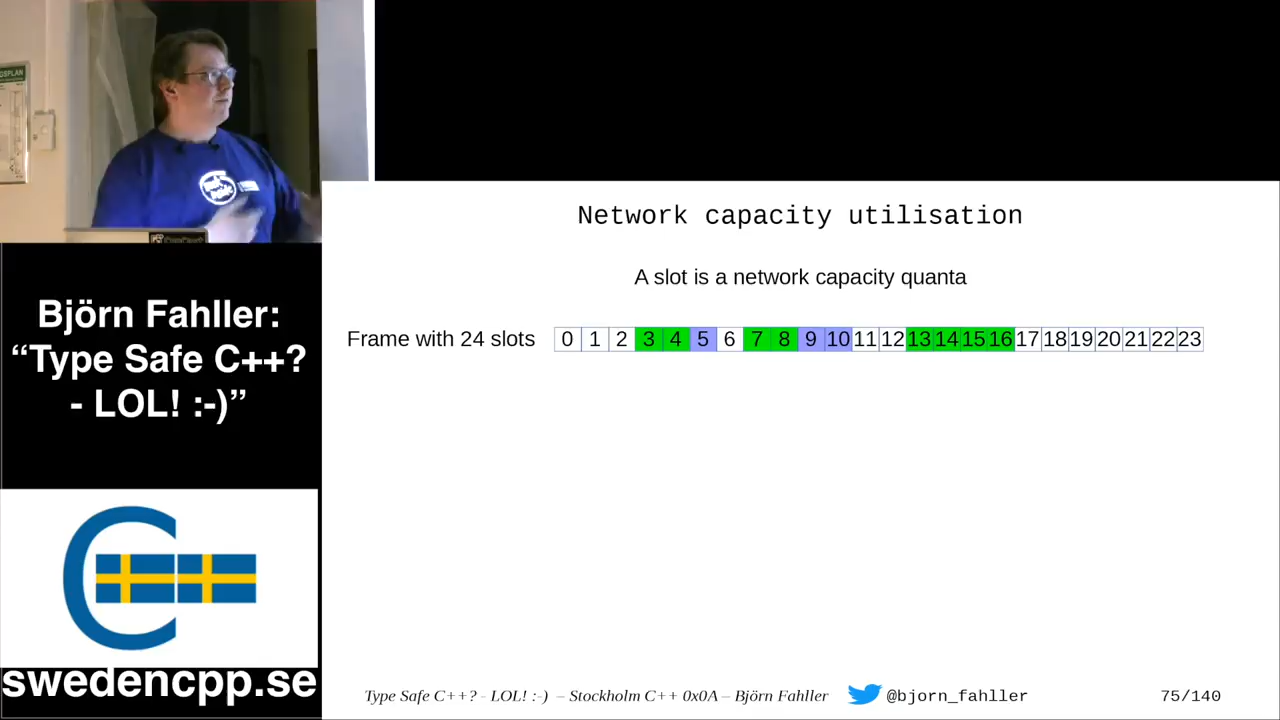 GSPLAN
Network capacity utilisation
A slot is a network capacity quanta
Frame with 24 slots 0 1 2 3 4 5 6 7 8 9 10 11 12 13 14 15 16 17 18 19 20 21 22 23
Björn Fahller:
“Type Safe C++?
- LOL! :-)”
swedencpp.se
Type Safe C++? - LOL! :-) – Stockholm C++ 0x0A – Björn Fahller @bjorn_fahller 75/140